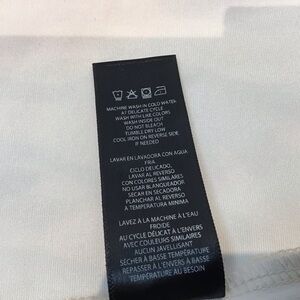 MACHINE WASH IN COLD WATER
AT DELICATE CYCLE
WASH WITH LIKE COLORS
WASH INSIDE OUT
DO NOT BLEACH
TUMBLE DRY LOW
COOL IRON ON REVERSE SIDE
IF NEEDED
LAVAR EN LAVADORA CON AGUA
FRIA
CICLO DELICADO,
LAVAR AL REVERSO
CON COLORES SIMILARES
NO USAR BLANQUEADOR
SECAR EN SECADORA
PLANCHAR AL REVERSO
A TEMPERATURA MINIMA
LAVEZ A LA MACHINE À L'EAU
FROIDE
AU CYCLE DÉLICAT À L'ENVERS
AVEC COULEURS SIMILAIRES
AUCUN JAVELLISANT
SÉCHER À BASSE TEMPÉRATURE
REPASSER À L'ENVERS À BASSE
TEMPÉRATURE AU BESOIN